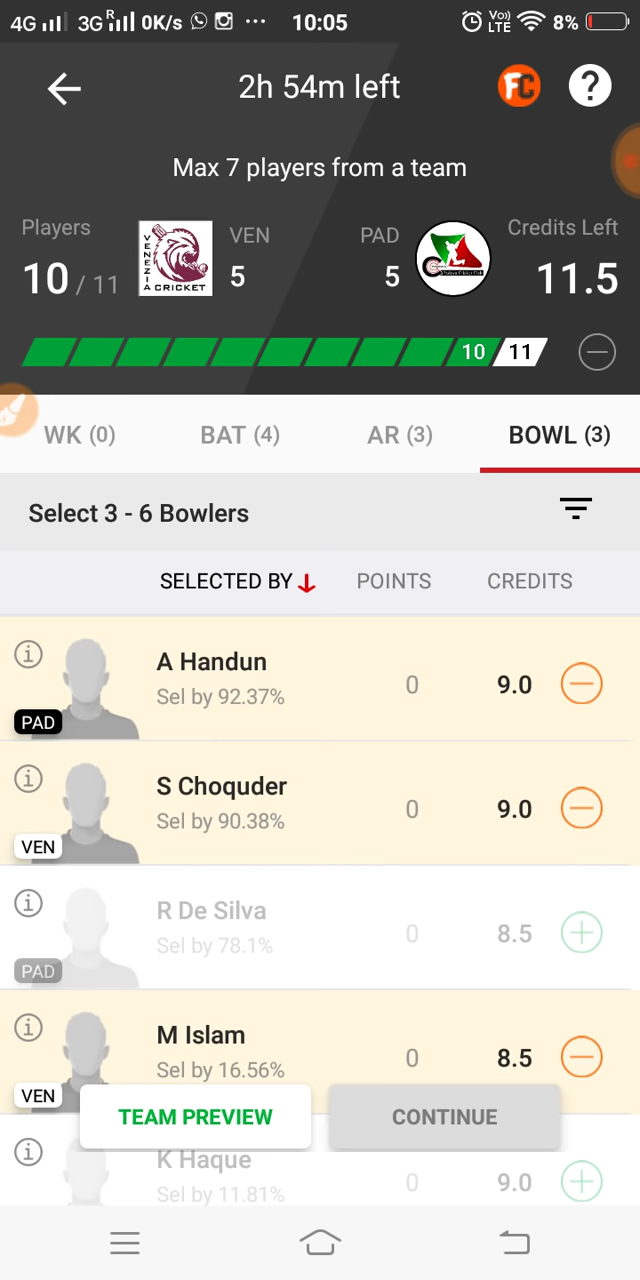 4G 3G R 0K/s ... 10:05 Vo) LTE 8%
2h 54m left FC ?
Max 7 players from a team
Players VEN PAD Credits Left
10 / 11 VENEZIA CRICKET 5 5 11.5
10 11
WK (0) BAT (4) AR (3) BOWL (3)
Select 3 - 6 Bowlers
SELECTED BY POINTS CREDITS
A Handun
Sel by 92.37% 0 9.0
PAD
S Choquder
Sel by 90.38% 0 9.0
VEN
R De Silva
Sel by 78.1% 0 8.5
PAD
M Islam
Sel by 16.56% 0 8.5
VEN
TEAM PREVIEW CONTINUE
K Haque
Sel by 11.81% 0 9.0